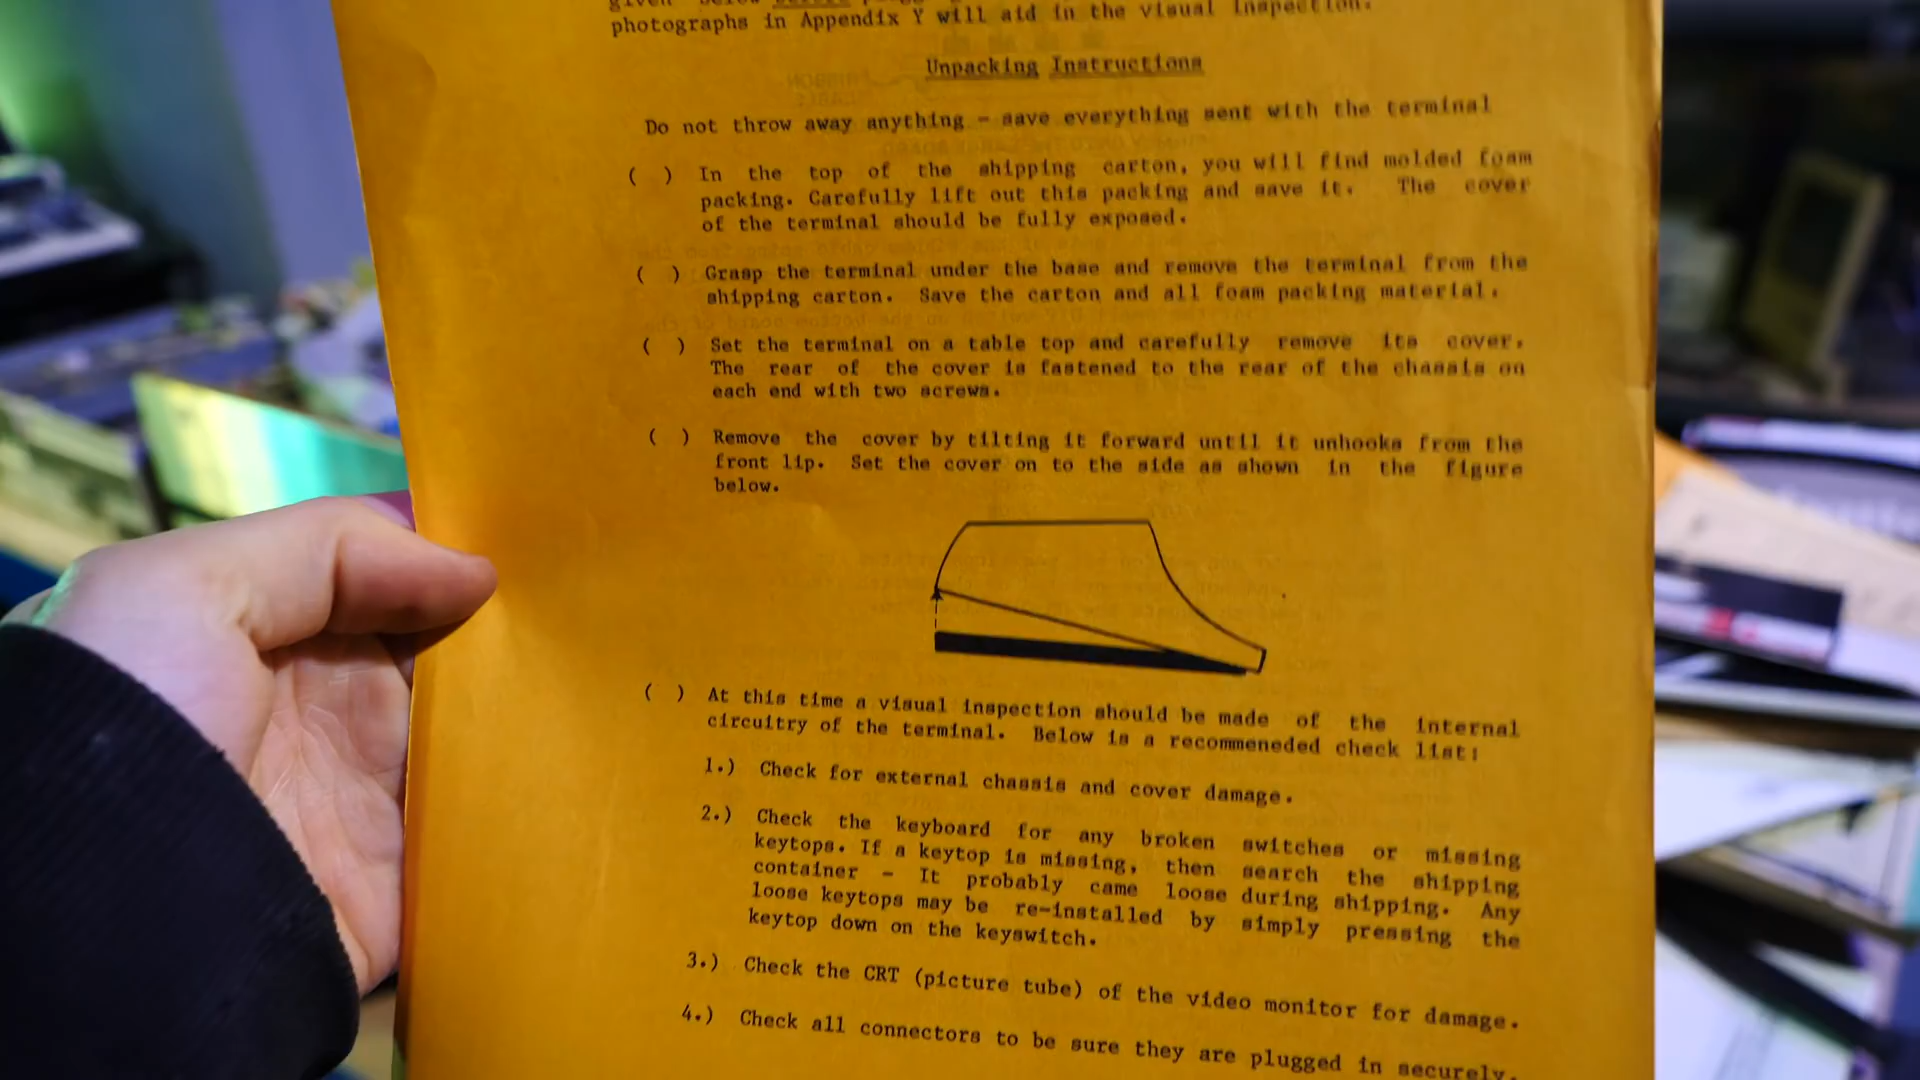 given below before
photographs in Appendix Y will aid in the visual inspection.
Unpacking Instructions
Do not throw away anything - save everything sent with the terminal
( ) In the top of the shipping carton, you will find molded foam
packing. Carefully lift out this packing and save it. The cover
of the terminal should be fully exposed.
( ) Grasp the terminal under the base and remove the terminal from the
shipping carton. Save the carton and all foam packing material.
( ) Set the terminal on a table top and carefully remove its cover.
The rear of the cover is fastened to the rear of the chassis on
each end with two screws.
( ) Remove the cover by tilting it forward until it unhooks from the
front lip. Set the cover on to the side as shown in the figure
below.
( ) At this time a visual inspection should be made of the internal
circuitry of the terminal. Below is a recommeneded check list:
1.) Check for external chassis and cover damage.
2.) Check the keyboard for any broken switches or missing
keytops. If a keytop is missing, then search the shipping
container - It probably came loose during shipping. Any
loose keytops may be re-installed by simply pressing the
keytop down on the keyswitch.
3.) Check the CRT (picture tube) of the video monitor for damage.
4.) Check all connectors to be sure they are plugged in securely.